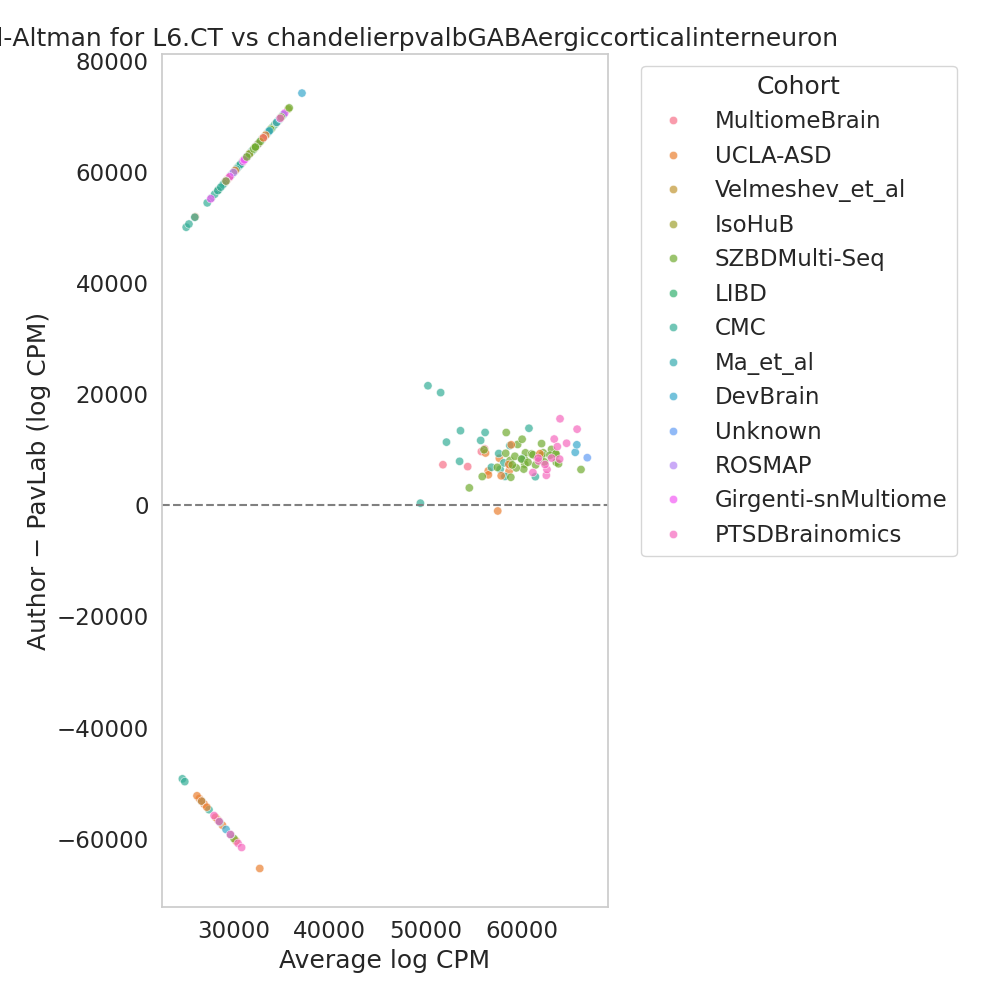 l-Altman for L6.CT vs chandelierpvalbGABAergiccorticalinterneuron
80000
60000
40000
20000
0
−20000
−40000
−60000
Author − PavLab (log CPM)
30000 40000 50000 60000
Average log CPM
Cohort
MultiomeBrain
UCLA-ASD
Velmeshev_et_al
IsoHuB
SZBDMulti-Seq
LIBD
CMC
Ma_et_al
DevBrain
Unknown
ROSMAP
Girgenti-snMultiome
PTSDBrainomics